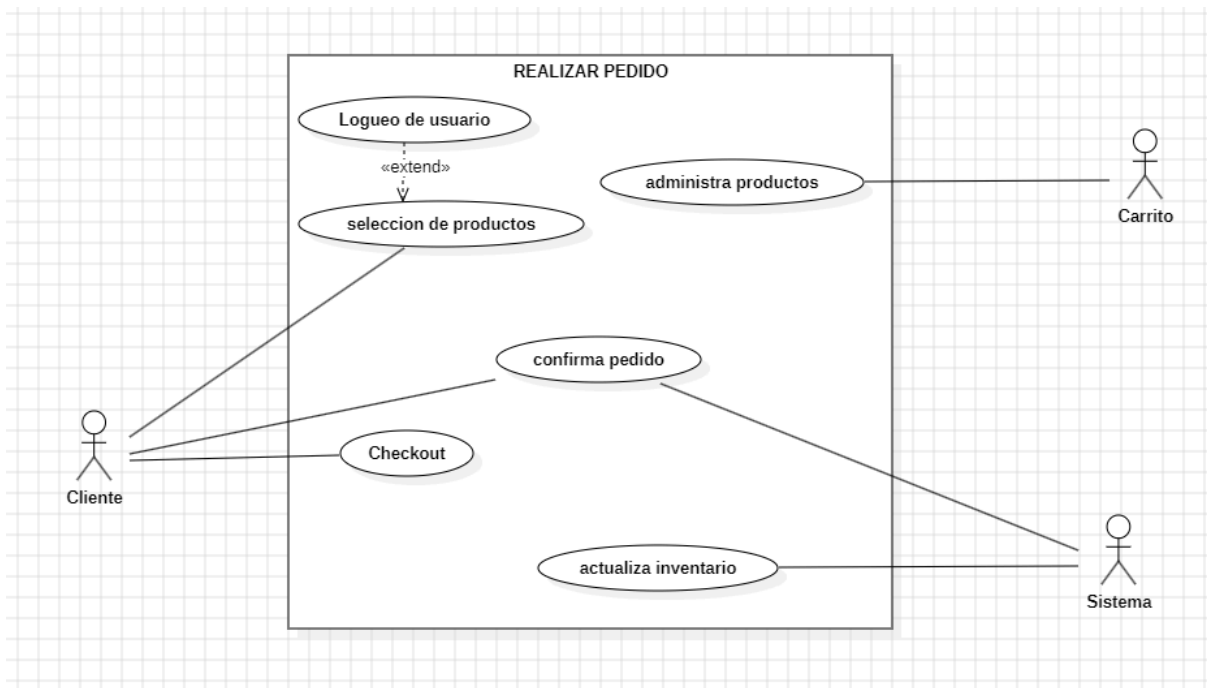 REALIZAR PEDIDO
Logueo de usuario
«extend»
seleccion de productos
administra productos
Carrito
confirma pedido
Checkout
Cliente
actualiza inventario
Sistema